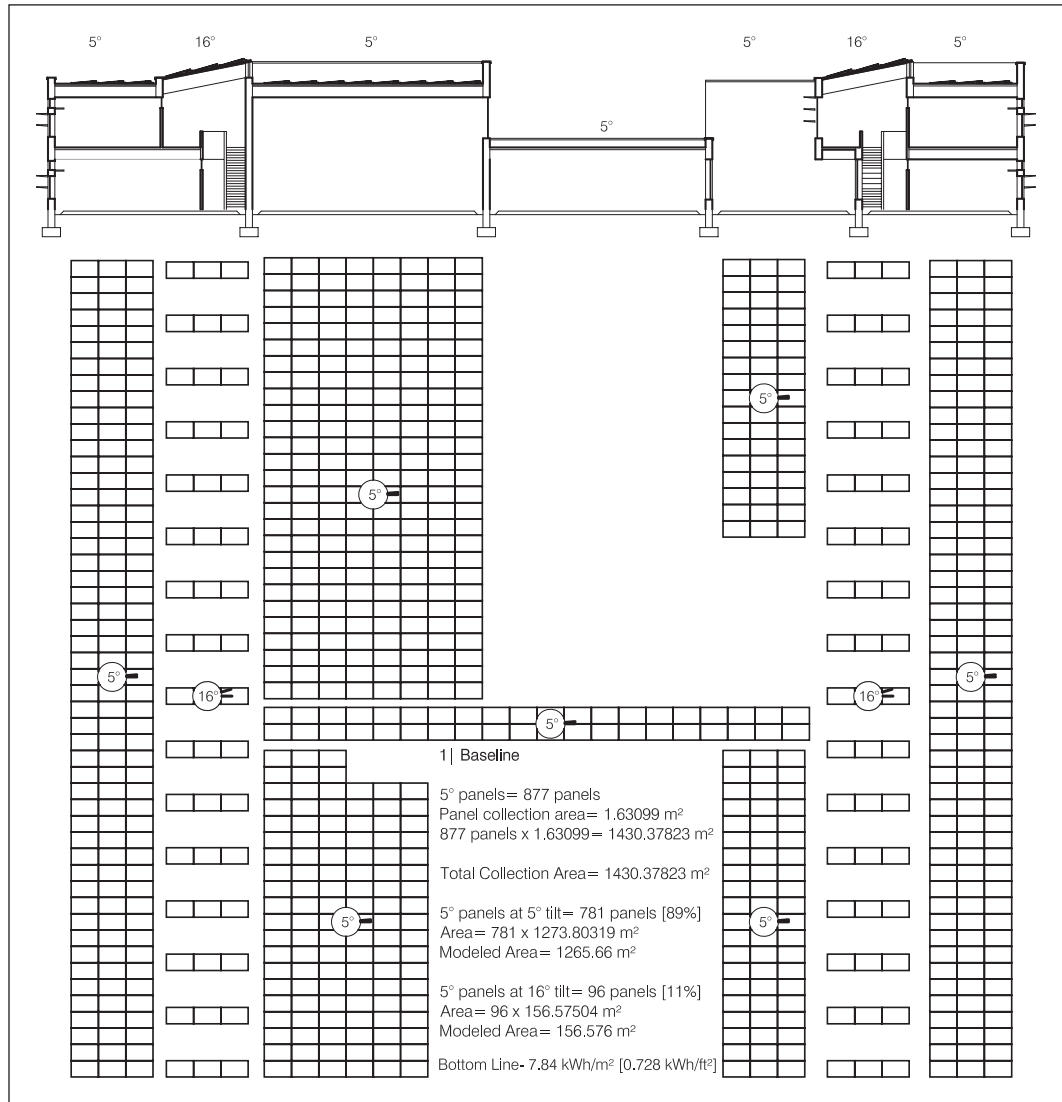 5° 16° 5° 5° 16° 5°
5°
5°
5°
5°
16°
16°
5°
5°
1| Baseline
5° panels= 877 panels
Panel collection area= 1.63099 m²
877 panels x 1.63099= 1430.37823 m²
Total Collection Area= 1430.37823 m²
5° panels at 5° tilt= 781 panels [89%]
Area= 781 x 1273.80319 m²
Modeled Area= 1265.66 m²
5° panels at 16° tilt= 96 panels [11%]
Area= 96 x 156.57504 m²
Modeled Area= 156.576 m²
Bottom Line- 7.84 kWh/m² [0.728 kWh/ft²]
5°
5°